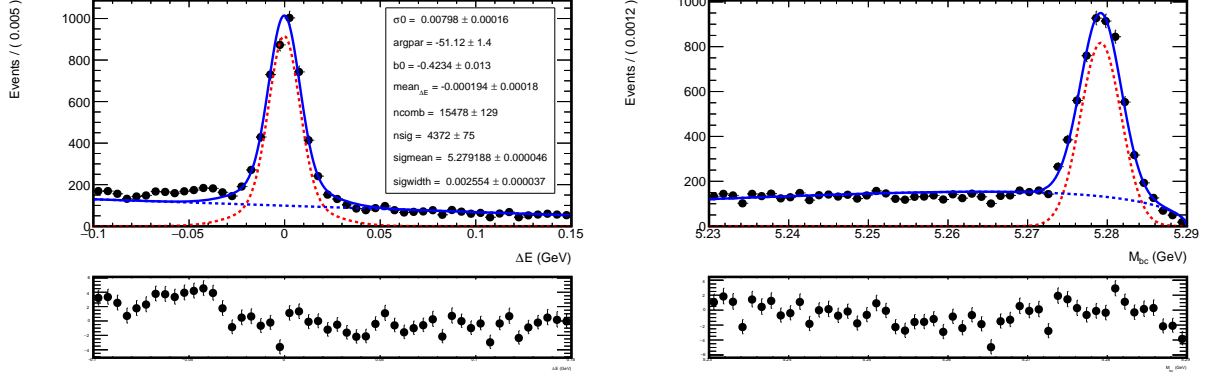 Events / ( 0.005 )
1000
800
600
400
200
0
−0.1
−0.05
0
0.05
0.1
0.15
ΔE (GeV)
σ0 = 0.00798 ± 0.00016
argpar = -51.12 ± 1.4
b0 = -0.4234 ± 0.013
mean_ΔE = -0.000194 ± 0.00018
ncomb = 15478 ± 129
nsig = 4372 ± 75
sigmean = 5.279188 ± 0.000046
sigwidth = 0.002554 ± 0.000037
Events / ( 0.0012 )
1000
800
600
400
200
0
5.23
5.24
5.25
5.26
5.27
5.28
5.29
M_bc (GeV)
ΔE (GeV)